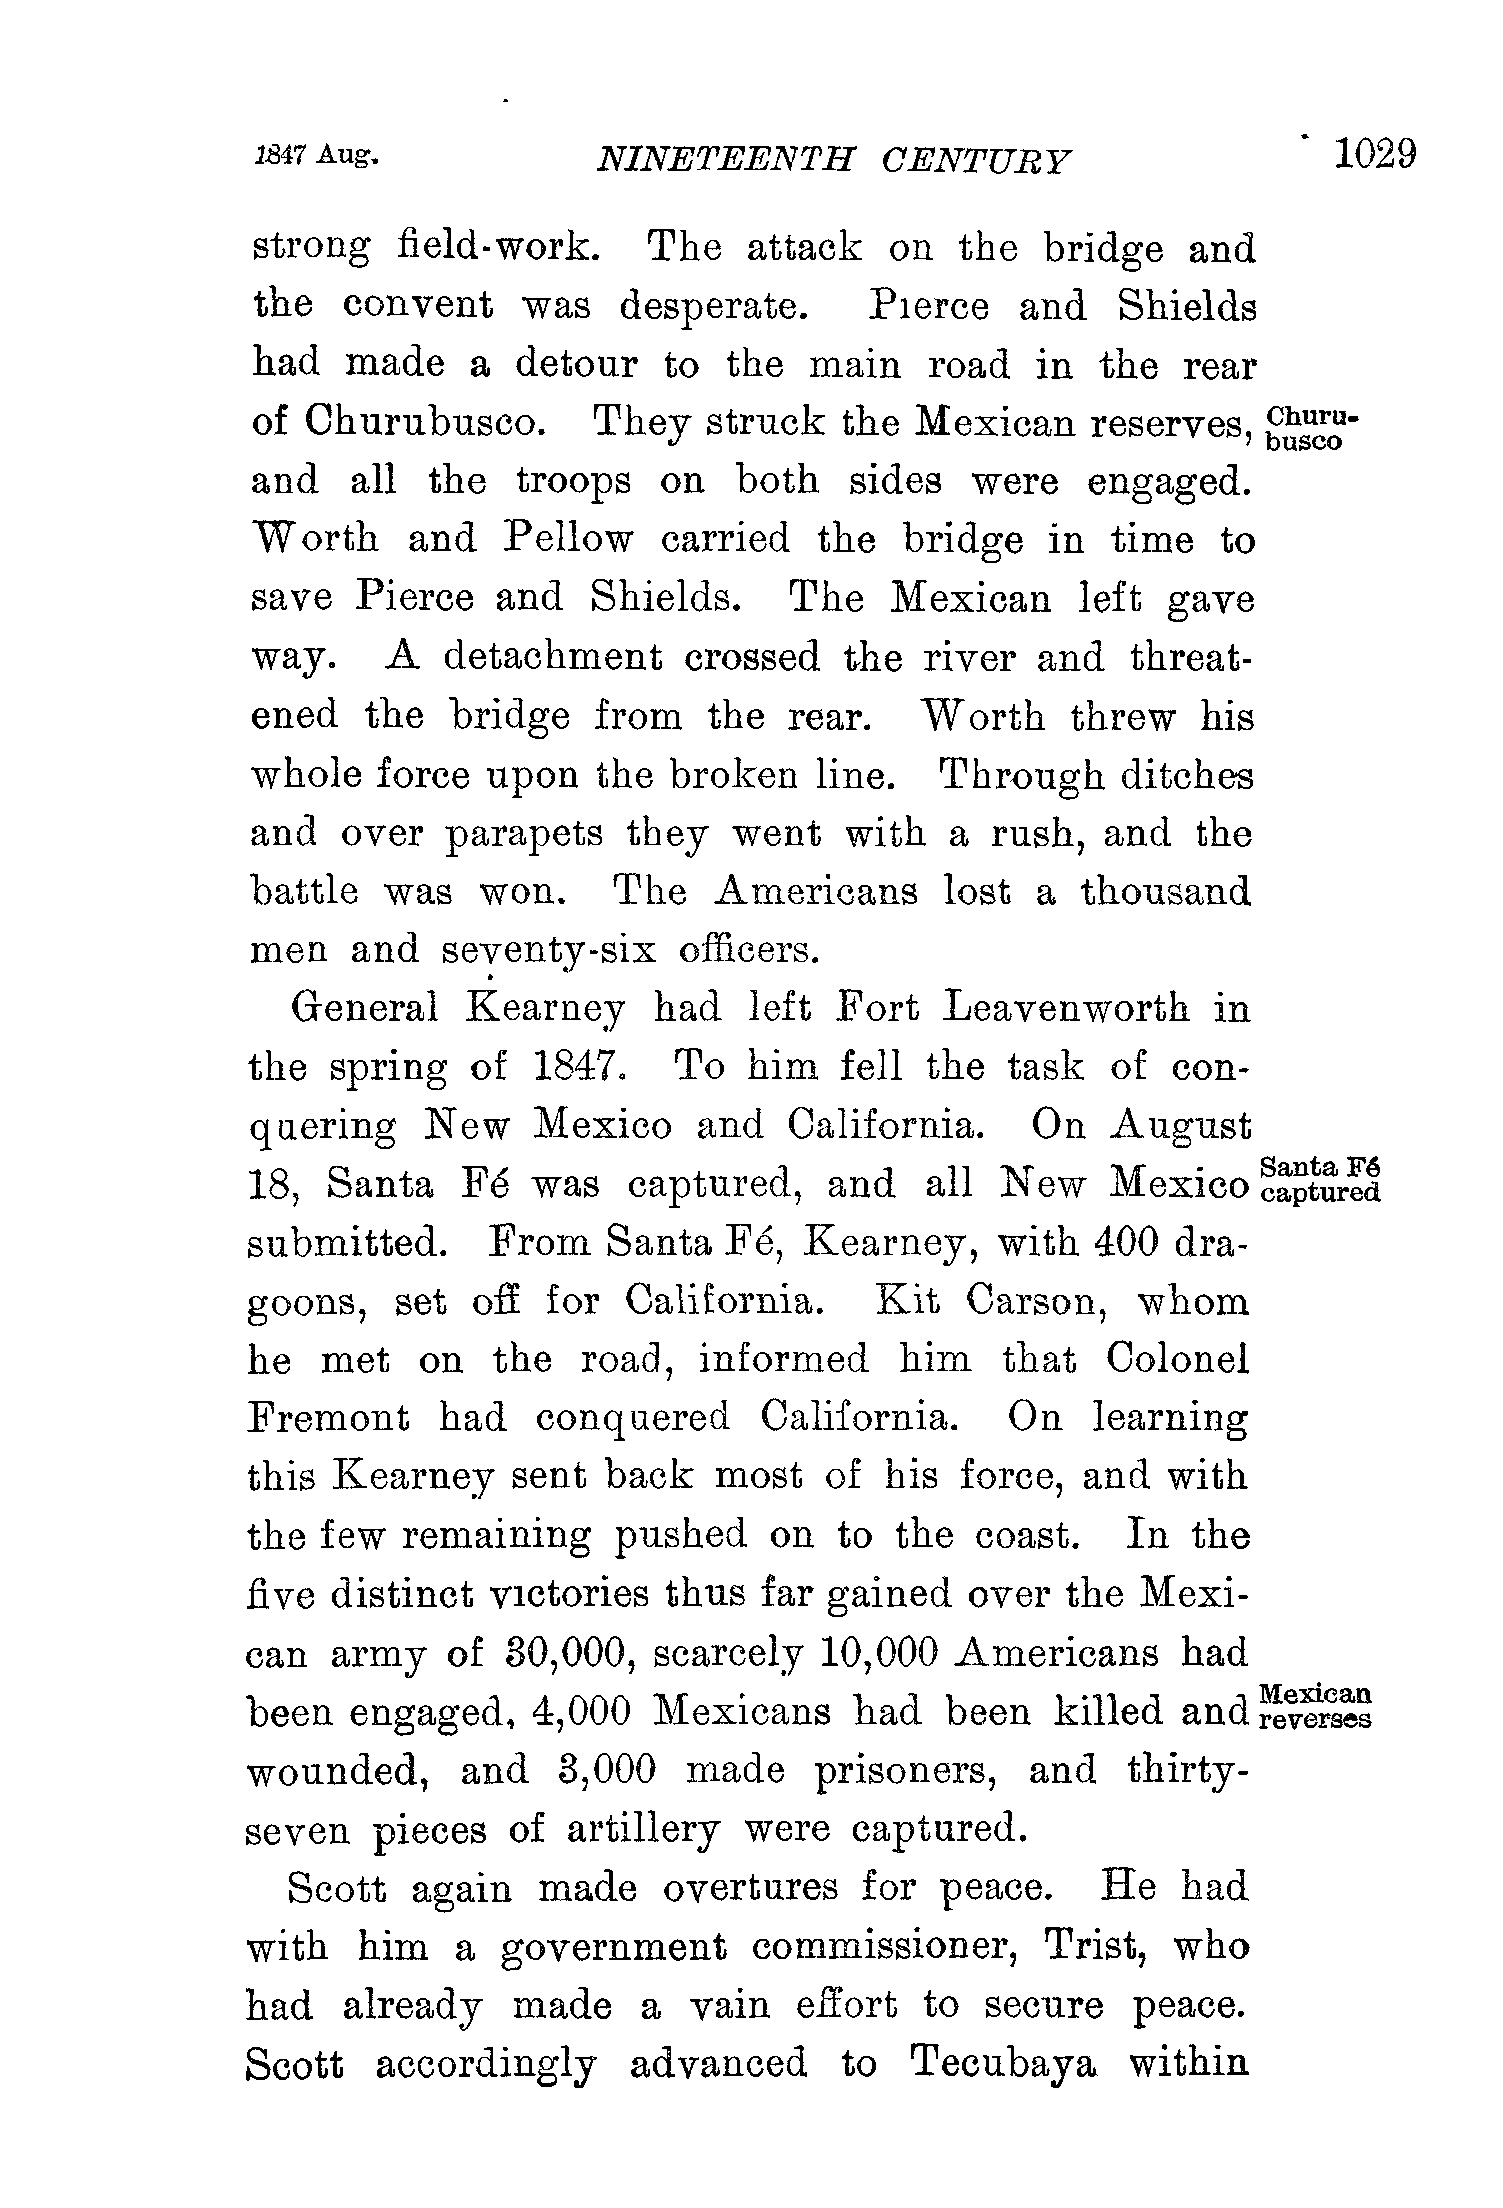 1847 Aug. NINETEENTH CENTURY 1029
strong field-work. The attack on the bridge and
the convent was desperate. Pierce and Shields
had made a detour to the main road in the rear
of Churubusco. They struck the Mexican reserves,
Churu-
busco
and all the troops on both sides were engaged.
Worth and Pellow carried the bridge in time to
save Pierce and Shields. The Mexican left gave
way. A detachment crossed the river and threat-
ened the bridge from the rear. Worth threw his
whole force upon the broken line. Through ditches
and over parapets they went with a rush, and the
battle was won. The Americans lost a thousand
men and seventy-six officers.
General Kearney had left Fort Leavenworth in
the spring of 1847. To him fell the task of con-
quering New Mexico and California. On August
18, Santa Fé was captured, and all New Mexico
Santa Fé
captured
submitted. From Santa Fé, Kearney, with 400 dra-
goons, set off for California. Kit Carson, whom
he met on the road, informed him that Colonel
Fremont had conquered California. On learning
this Kearney sent back most of his force, and with
the few remaining pushed on to the coast. In the
five distinct victories thus far gained over the Mexi-
can army of 30,000, scarcely 10,000 Americans had
been engaged, 4,000 Mexicans had been killed and
Mexican
reverses
wounded, and 3,000 made prisoners, and thirty-
seven pieces of artillery were captured.
Scott again made overtures for peace. He had
with him a government commissioner, Trist, who
had already made a vain effort to secure peace.
Scott accordingly advanced to Tecubaya within